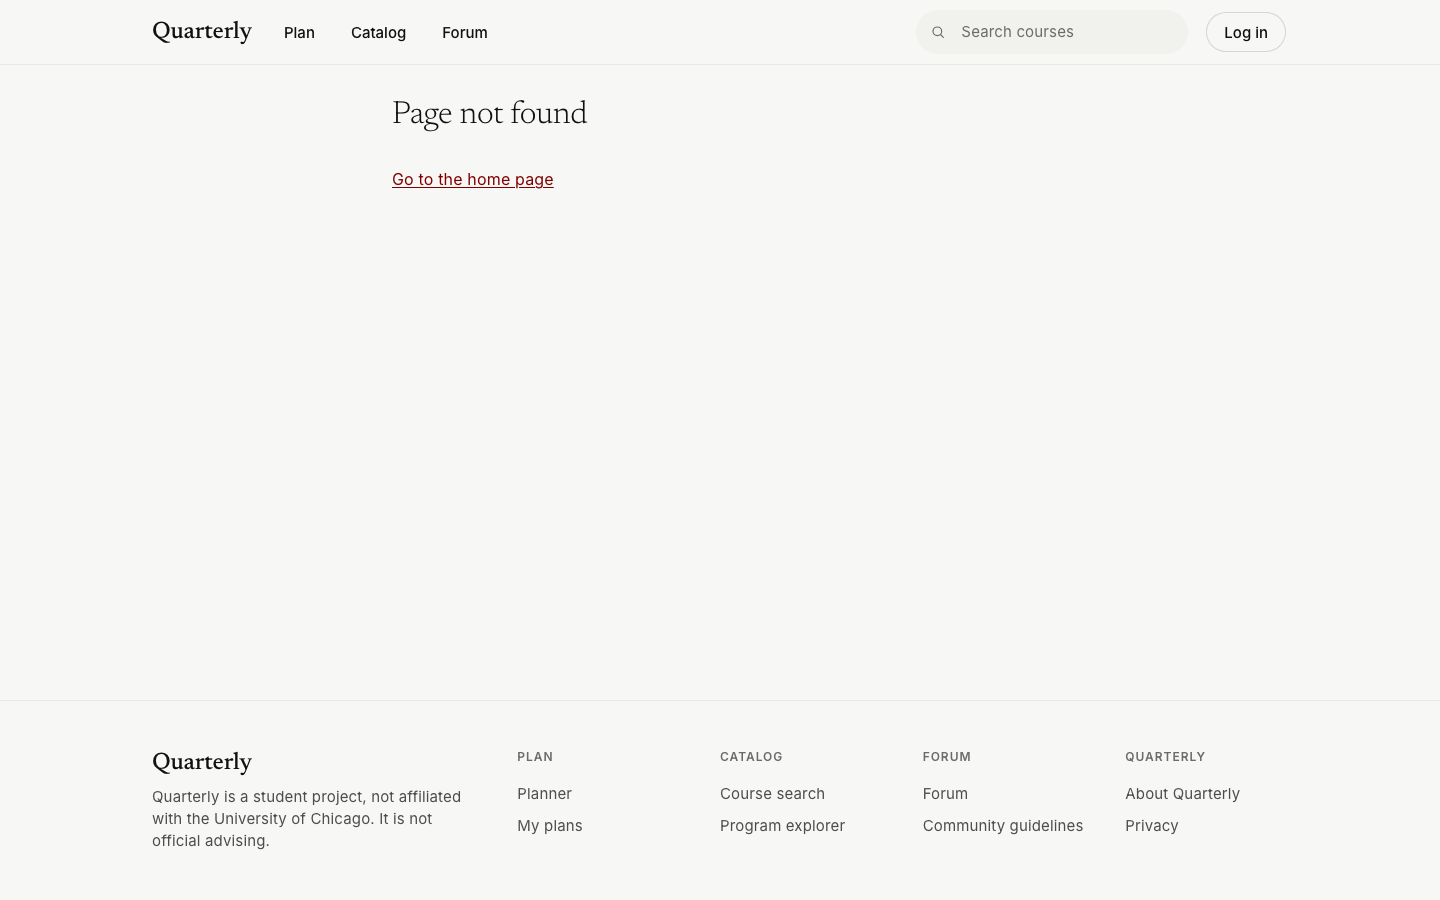 Quarterly
Plan
Catalog
Forum
Search courses
Log in
Page not found
Go to the home page
Quarterly
Quarterly is a student project, not affiliated
with the University of Chicago. It is not
official advising.
PLAN
Planner
My plans
CATALOG
Course search
Program explorer
FORUM
Forum
Community guidelines
QUARTERLY
About Quarterly
Privacy